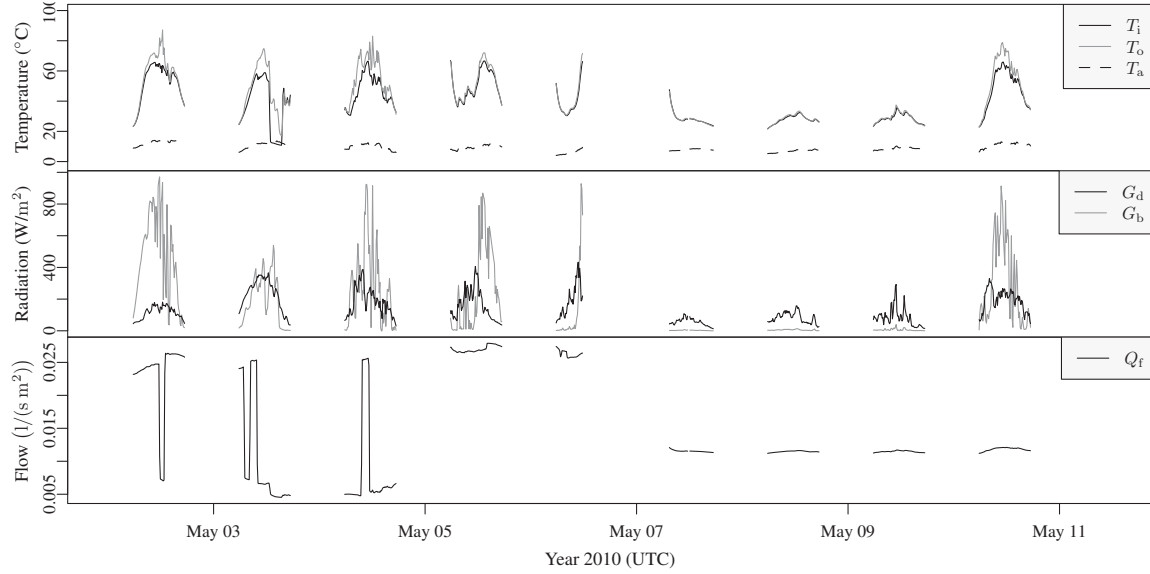 Temperature (°C)
0
20
60
100
T_i
T_o
T_a
Radiation (W/m²)
0
400
800
G_d
G_b
Flow (l/(s m²))
0.005
0.015
0.025
Q_f
May 03
May 05
May 07
May 09
May 11
Year 2010 (UTC)